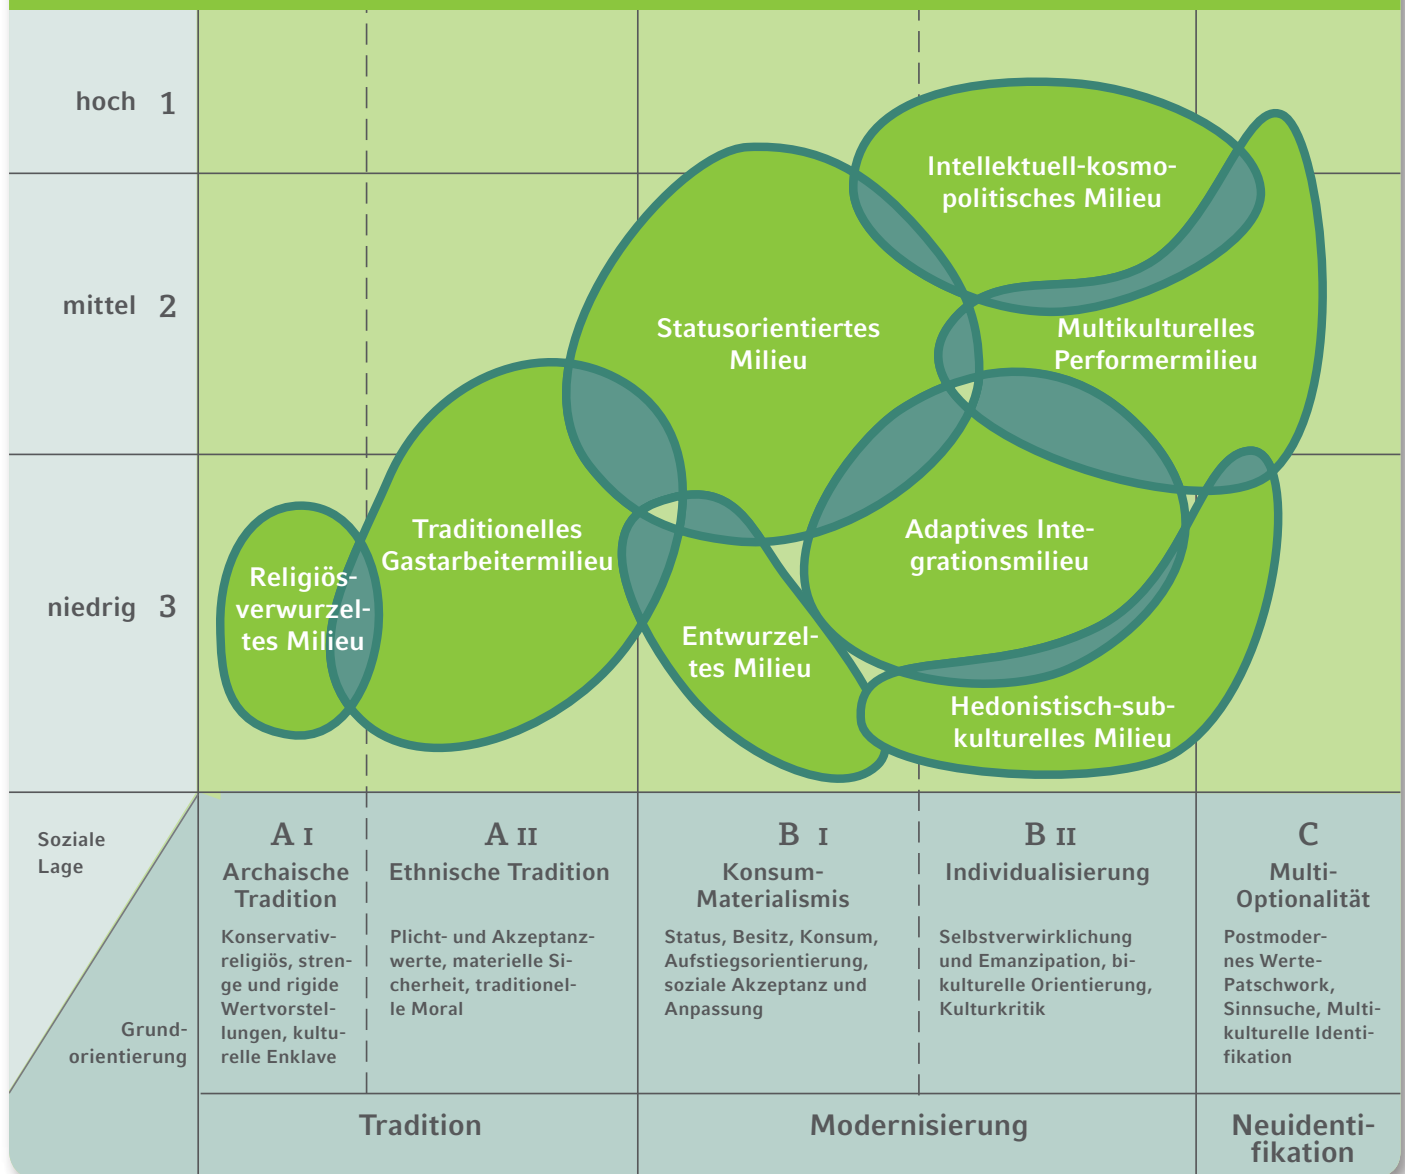 hoch 1
mittel 2
niedrig 3
Intellektuell-kosmo-
politisches Milieu
Statusorientiertes
Milieu
Multikulturelles
Performermilieu
Traditionelles
Gastarbeitermilieu
Adaptives Inte-
grationsmilieu
Religiös-
verwurzel-
tes Milieu
Entwurzel-
tes Milieu
Hedonistisch-sub-
kulturelles Milieu
Soziale
Lage
Grund-
orientierung
A I
Archaische
Tradition
Konservativ-
religiös, stren-
ge und rigide
Wertvorstel-
lungen, kultu-
relle Enklave
A II
Ethnische Tradition
Plicht- und Akzeptanz-
werte, materielle Si-
cherheit, traditionel-
le Moral
B I
Konsum-
Materialismis
Status, Besitz, Konsum,
Aufstiegsorientierung,
soziale Akzeptanz und
Anpassung
B II
Individualisierung
Selbstverwirklichung
und Emanzipation, bi-
kulturelle Orientierung,
Kulturkritik
C
Multi-
Optionalität
Postmoder-
nes Werte-
Patschwork,
Sinnsuche, Multi-
kulturelle Identi-
fikation
Tradition
Modernisierung
Neuidenti-
fikation